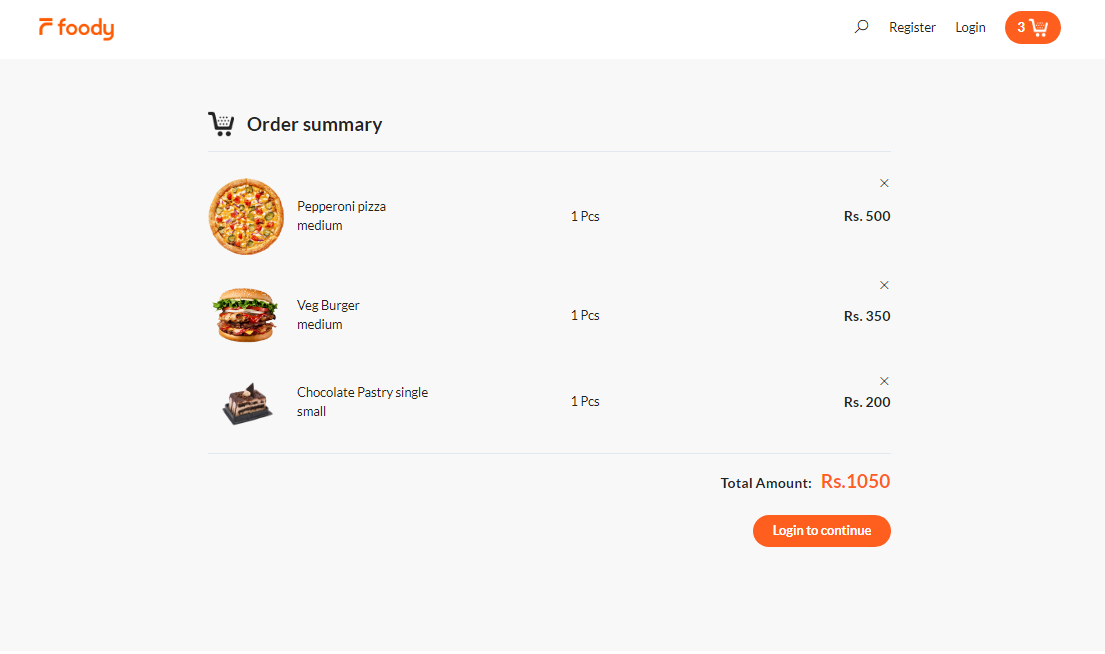 foody
Register
Login
3
Order summary
Pepperoni pizza
medium
1 Pcs
Rs. 500
Veg Burger
medium
1 Pcs
Rs. 350
Chocolate Pastry single
small
1 Pcs
Rs. 200
Total Amount: Rs.1050
Login to continue